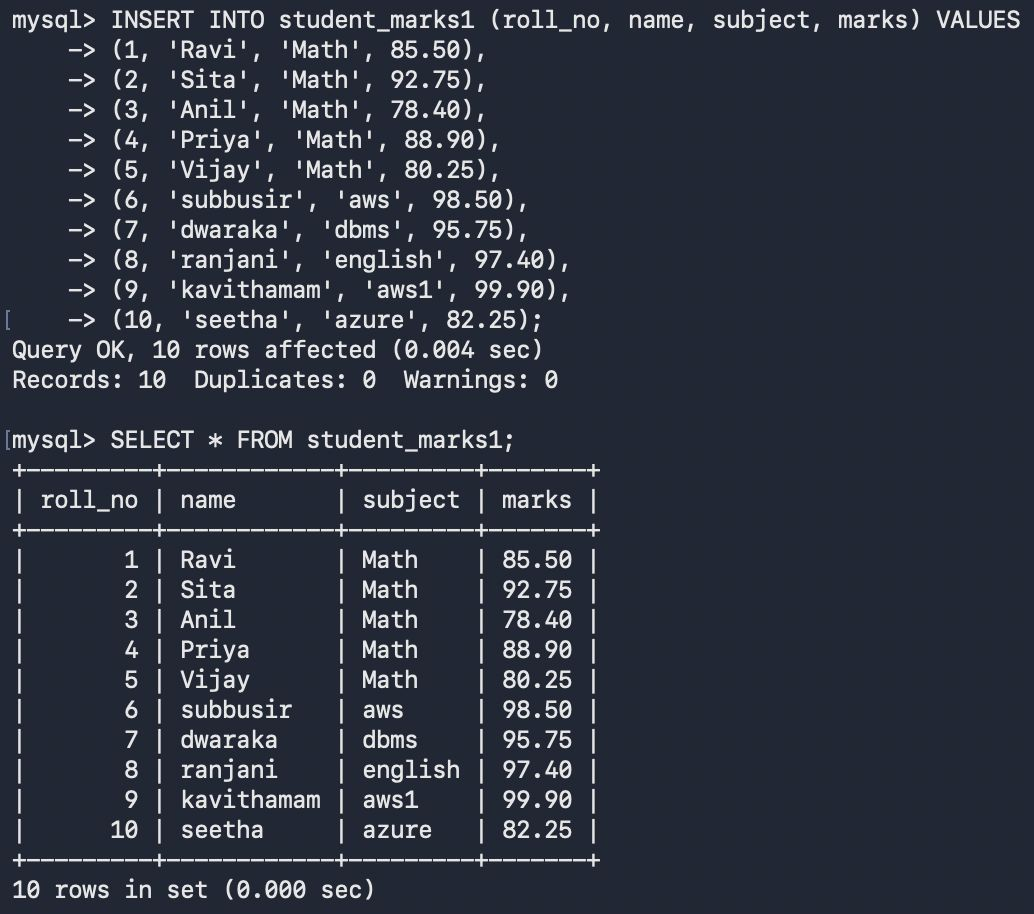 mysql> INSERT INTO student_marks1 (roll_no, name, subject, marks) VALUES
    -> (1, 'Ravi', 'Math', 85.50),
    -> (2, 'Sita', 'Math', 92.75),
    -> (3, 'Anil', 'Math', 78.40),
    -> (4, 'Priya', 'Math', 88.90),
    -> (5, 'Vijay', 'Math', 80.25),
    -> (6, 'subbusir', 'aws', 98.50),
    -> (7, 'dwaraka', 'dbms', 95.75),
    -> (8, 'ranjani', 'english', 97.40),
    -> (9, 'kavithamam', 'aws1', 99.90),
[    -> (10, 'seetha', 'azure', 82.25);
Query OK, 10 rows affected (0.004 sec)
Records: 10  Duplicates: 0  Warnings: 0

[mysql> SELECT * FROM student_marks1;
+---------+------------+---------+-------+
| roll_no | name       | subject | marks |
+---------+------------+---------+-------+
|       1 | Ravi       | Math    | 85.50 |
|       2 | Sita       | Math    | 92.75 |
|       3 | Anil       | Math    | 78.40 |
|       4 | Priya      | Math    | 88.90 |
|       5 | Vijay      | Math    | 80.25 |
|       6 | subbusir   | aws     | 98.50 |
|       7 | dwaraka    | dbms    | 95.75 |
|       8 | ranjani    | english | 97.40 |
|       9 | kavithamam | aws1    | 99.90 |
|      10 | seetha     | azure   | 82.25 |
+---------+------------+---------+-------+
10 rows in set (0.000 sec)